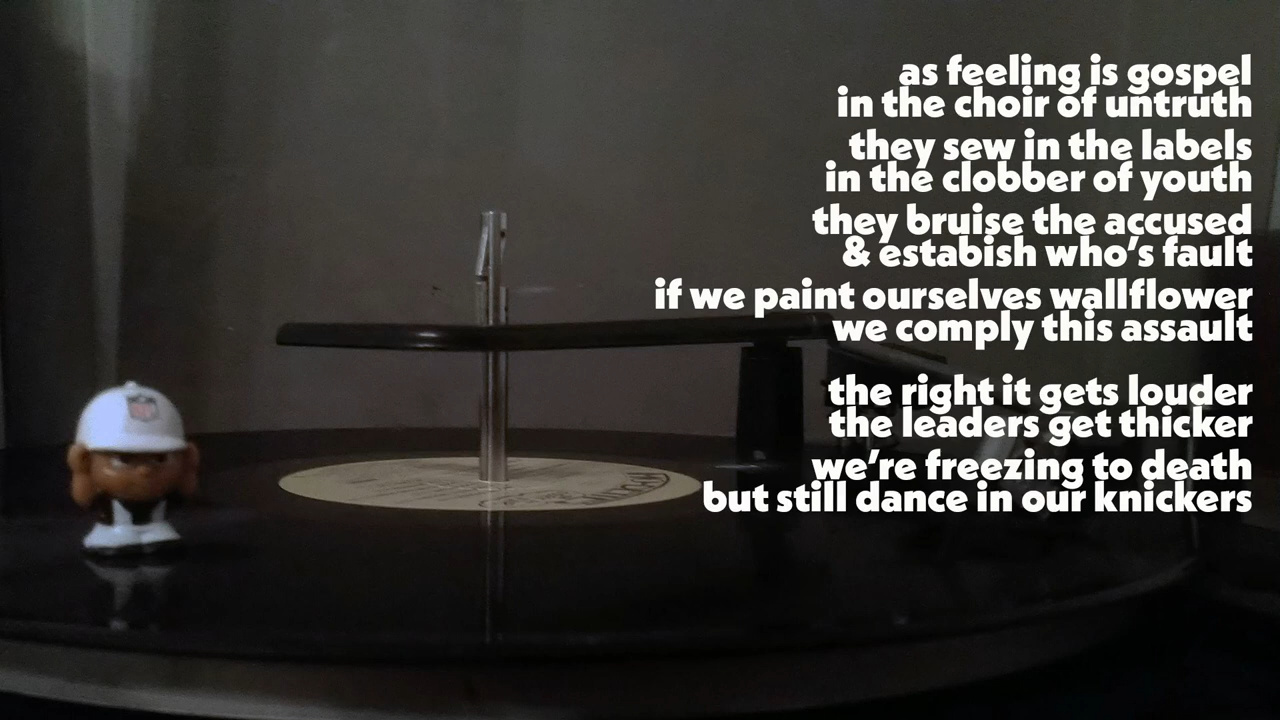 as feeling is gospel
in the choir of untruth
they sew in the labels
in the clobber of youth
they bruise the accused
& estabish who's fault
if we paint ourselves wallflower
we comply this assault
the right it gets louder
the leaders get thicker
we're freezing to death
but still dance in our knickers